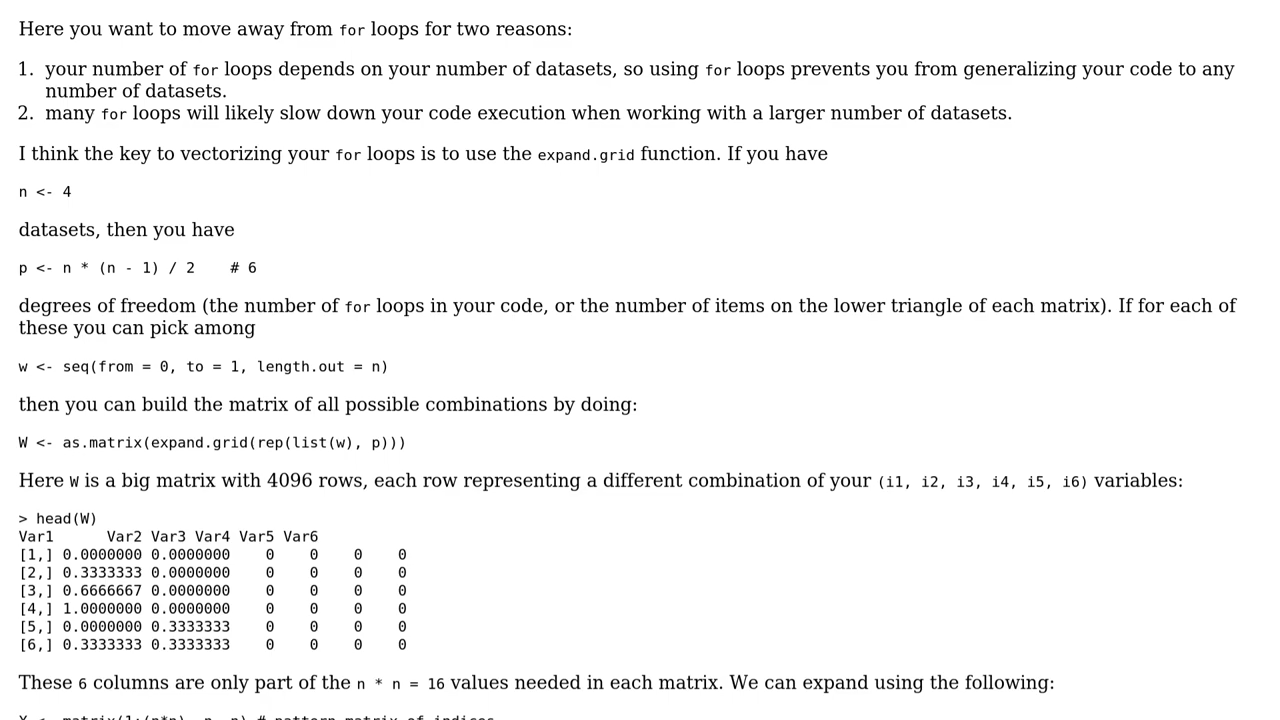 Here you want to move away from for loops for two reasons:
1. your number of for loops depends on your number of datasets, so using for loops prevents you from generalizing your code to any
number of datasets.
2. many for loops will likely slow down your code execution when working with a larger number of datasets.
I think the key to vectorizing your for loops is to use the expand.grid function. If you have
n <- 4
datasets, then you have
p <- n * (n - 1) / 2    # 6
degrees of freedom (the number of for loops in your code, or the number of items on the lower triangle of each matrix). If for each of
these you can pick among
w <- seq(from = 0, to = 1, length.out = n)
then you can build the matrix of all possible combinations by doing:
W <- as.matrix(expand.grid(rep(list(w), p)))
Here W is a big matrix with 4096 rows, each row representing a different combination of your (i1, i2, i3, i4, i5, i6) variables:
> head(W)
Var1      Var2 Var3 Var4 Var5 Var6
[1,] 0.0000000 0.0000000    0    0    0    0
[2,] 0.3333333 0.0000000    0    0    0    0
[3,] 0.6666667 0.0000000    0    0    0    0
[4,] 1.0000000 0.0000000    0    0    0    0
[5,] 0.0000000 0.3333333    0    0    0    0
[6,] 0.3333333 0.3333333    0    0    0    0
These 6 columns are only part of the n * n = 16 values needed in each matrix. We can expand using the following:
X <- matrix(1:(n*n), n, n) # pattern matrix of indices